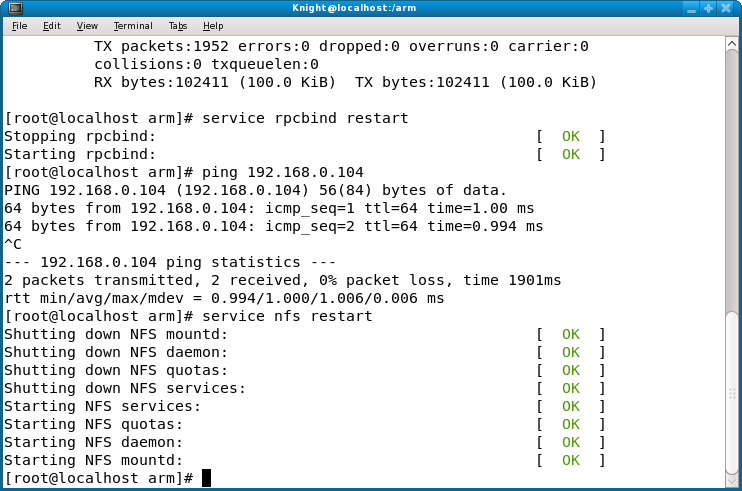 Knight@localhost:/arm
File Edit View Terminal Tabs Help
TX packets:1952 errors:0 dropped:0 overruns:0 carrier:0
collisions:0 txqueuelen:0
RX bytes:102411 (100.0 KiB)  TX bytes:102411 (100.0 KiB)
[root@localhost arm]# service rpcbind restart
Stopping rpcbind: [ OK ]
Starting rpcbind: [ OK ]
[root@localhost arm]# ping 192.168.0.104
PING 192.168.0.104 (192.168.0.104) 56(84) bytes of data.
64 bytes from 192.168.0.104: icmp_seq=1 ttl=64 time=1.00 ms
64 bytes from 192.168.0.104: icmp_seq=2 ttl=64 time=0.994 ms
^C
--- 192.168.0.104 ping statistics ---
2 packets transmitted, 2 received, 0% packet loss, time 1901ms
rtt min/avg/max/mdev = 0.994/1.000/1.006/0.006 ms
[root@localhost arm]# service nfs restart
Shutting down NFS mountd: [ OK ]
Shutting down NFS daemon: [ OK ]
Shutting down NFS quotas: [ OK ]
Shutting down NFS services: [ OK ]
Starting NFS services: [ OK ]
Starting NFS quotas: [ OK ]
Starting NFS daemon: [ OK ]
Starting NFS mountd: [ OK ]
[root@localhost arm]#